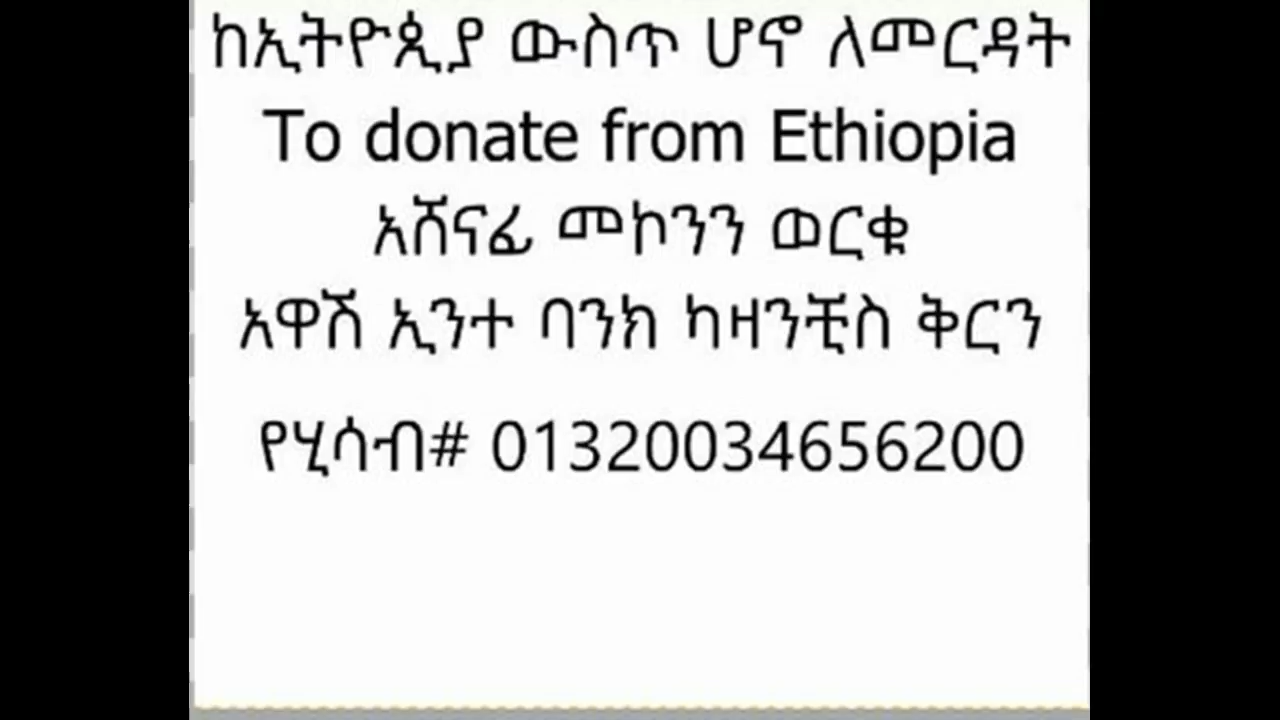 ከኢትዮጲያ ውስጥ ሆኖ ለመርዳት
To donate from Ethiopia
አሸናፊ መኮንን ወርቁ
አዋሽ ኢንተ ባንክ ካዛንቺስ ቅርን
የሂሳብ# 01320034656200